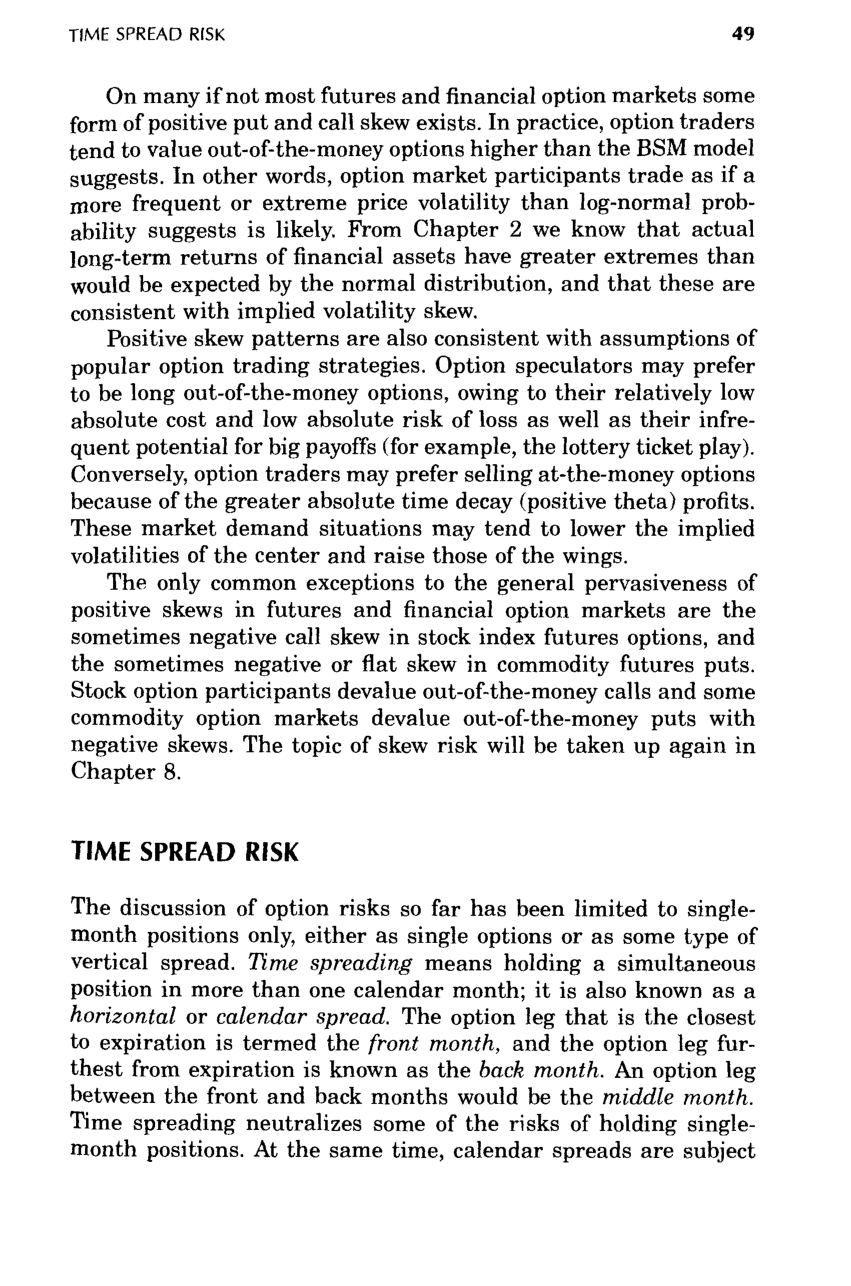 TIME SPREAD RISK 49
On many if not most futures and financial option markets some
form of positive put and call skew exists. In practice, option traders
tend to value out-of-the-money options higher than the BSM model
suggests. In other words, option market participants trade as if a
more frequent or extreme price volatility than log-normal prob-
ability suggests is likely. From Chapter 2 we know that actual
long-term returns of financial assets have greater extremes than
would be expected by the normal distribution, and that these are
consistent with implied volatility skew.
Positive skew patterns are also consistent with assumptions of
popular option trading strategies. Option speculators may prefer
to be long out-of-the-money options, owing to their relatively low
absolute cost and low absolute risk of loss as well as their infre-
quent potential for big payoffs (for example, the lottery ticket play).
Conversely, option traders may prefer selling at-the-money options
because of the greater absolute time decay (positive theta) profits.
These market demand situations may tend to lower the implied
volatilities of the center and raise those of the wings.
The only common exceptions to the general pervasiveness of
positive skews in futures and financial option markets are the
sometimes negative call skew in stock index futures options, and
the sometimes negative or flat skew in commodity futures puts.
Stock option participants devalue out-of-the-money calls and some
commodity option markets devalue out-of-the-money puts with
negative skews. The topic of skew risk will be taken up again in
Chapter 8.
TIME SPREAD RISK
The discussion of option risks so far has been limited to single-
month positions only, either as single options or as some type of
vertical spread. Time spreading means holding a simultaneous
position in more than one calendar month; it is also known as a
horizontal or calendar spread. The option leg that is the closest
to expiration is termed the front month, and the option leg fur-
thest from expiration is known as the back month. An option leg
between the front and back months would be the middle month.
Time spreading neutralizes some of the risks of holding single-
month positions. At the same time, calendar spreads are subject